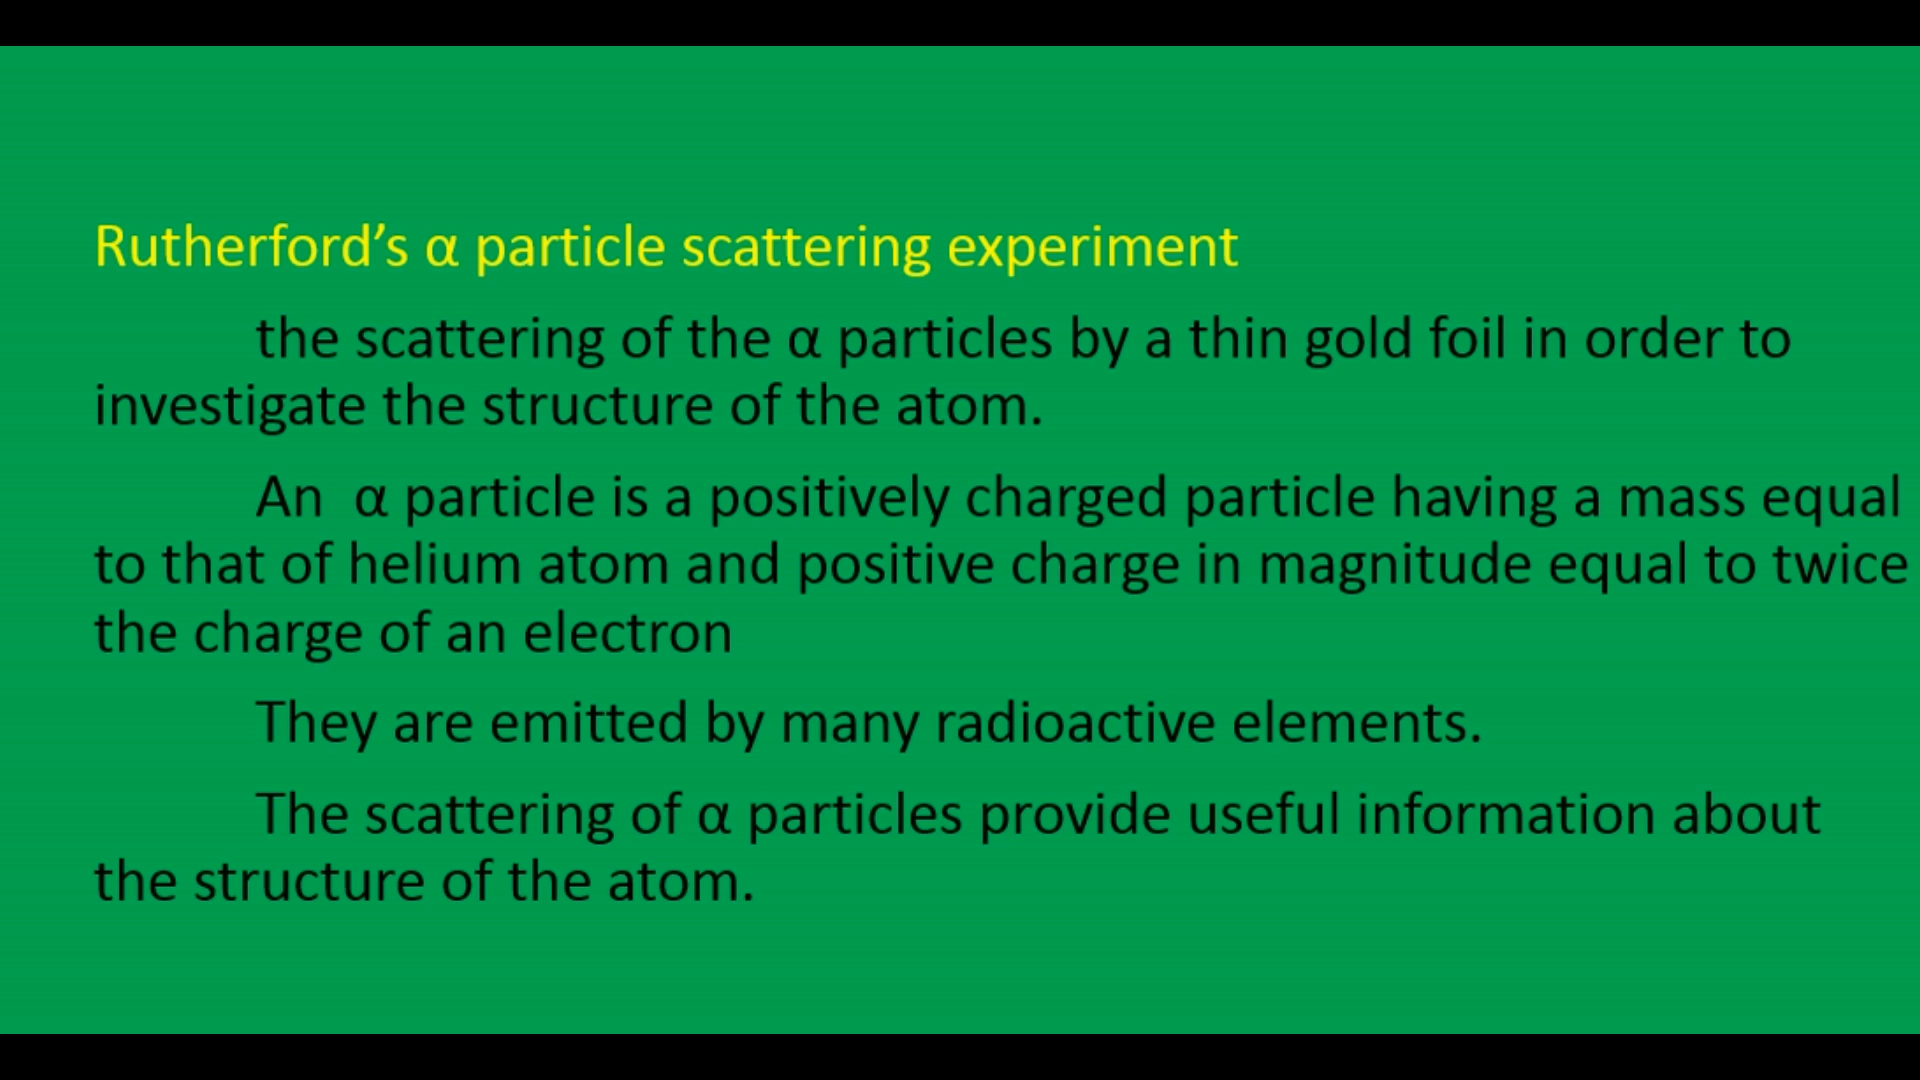 Rutherford’s α particle scattering experiment
the scattering of the α particles by a thin gold foil in order to
investigate the structure of the atom.
An α particle is a positively charged particle having a mass equal
to that of helium atom and positive charge in magnitude equal to twice
the charge of an electron
They are emitted by many radioactive elements.
The scattering of α particles provide useful information about
the structure of the atom.